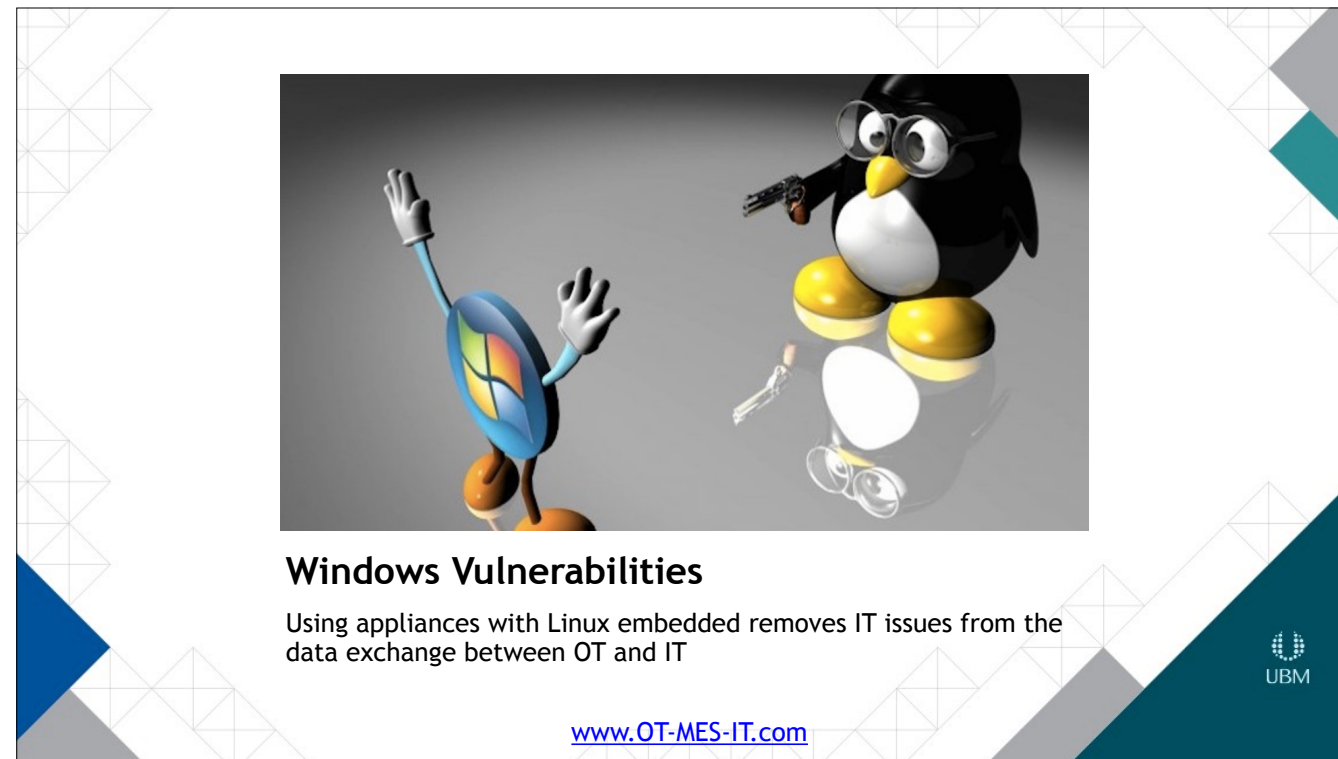 Windows Vulnerabilities
Using appliances with Linux embedded removes IT issues from the
data exchange between OT and IT
UBM
www.OT-MES-IT.com